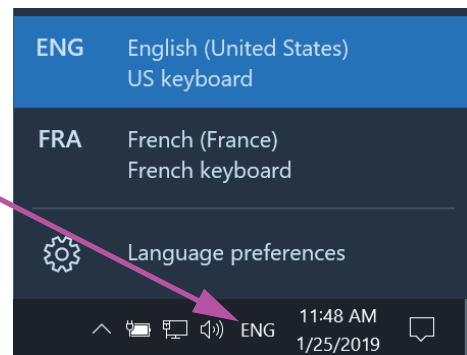 ENG English (United States)
US keyboard
FRA French (France)
French keyboard
Language preferences
ENG 11:48 AM
1/25/2019